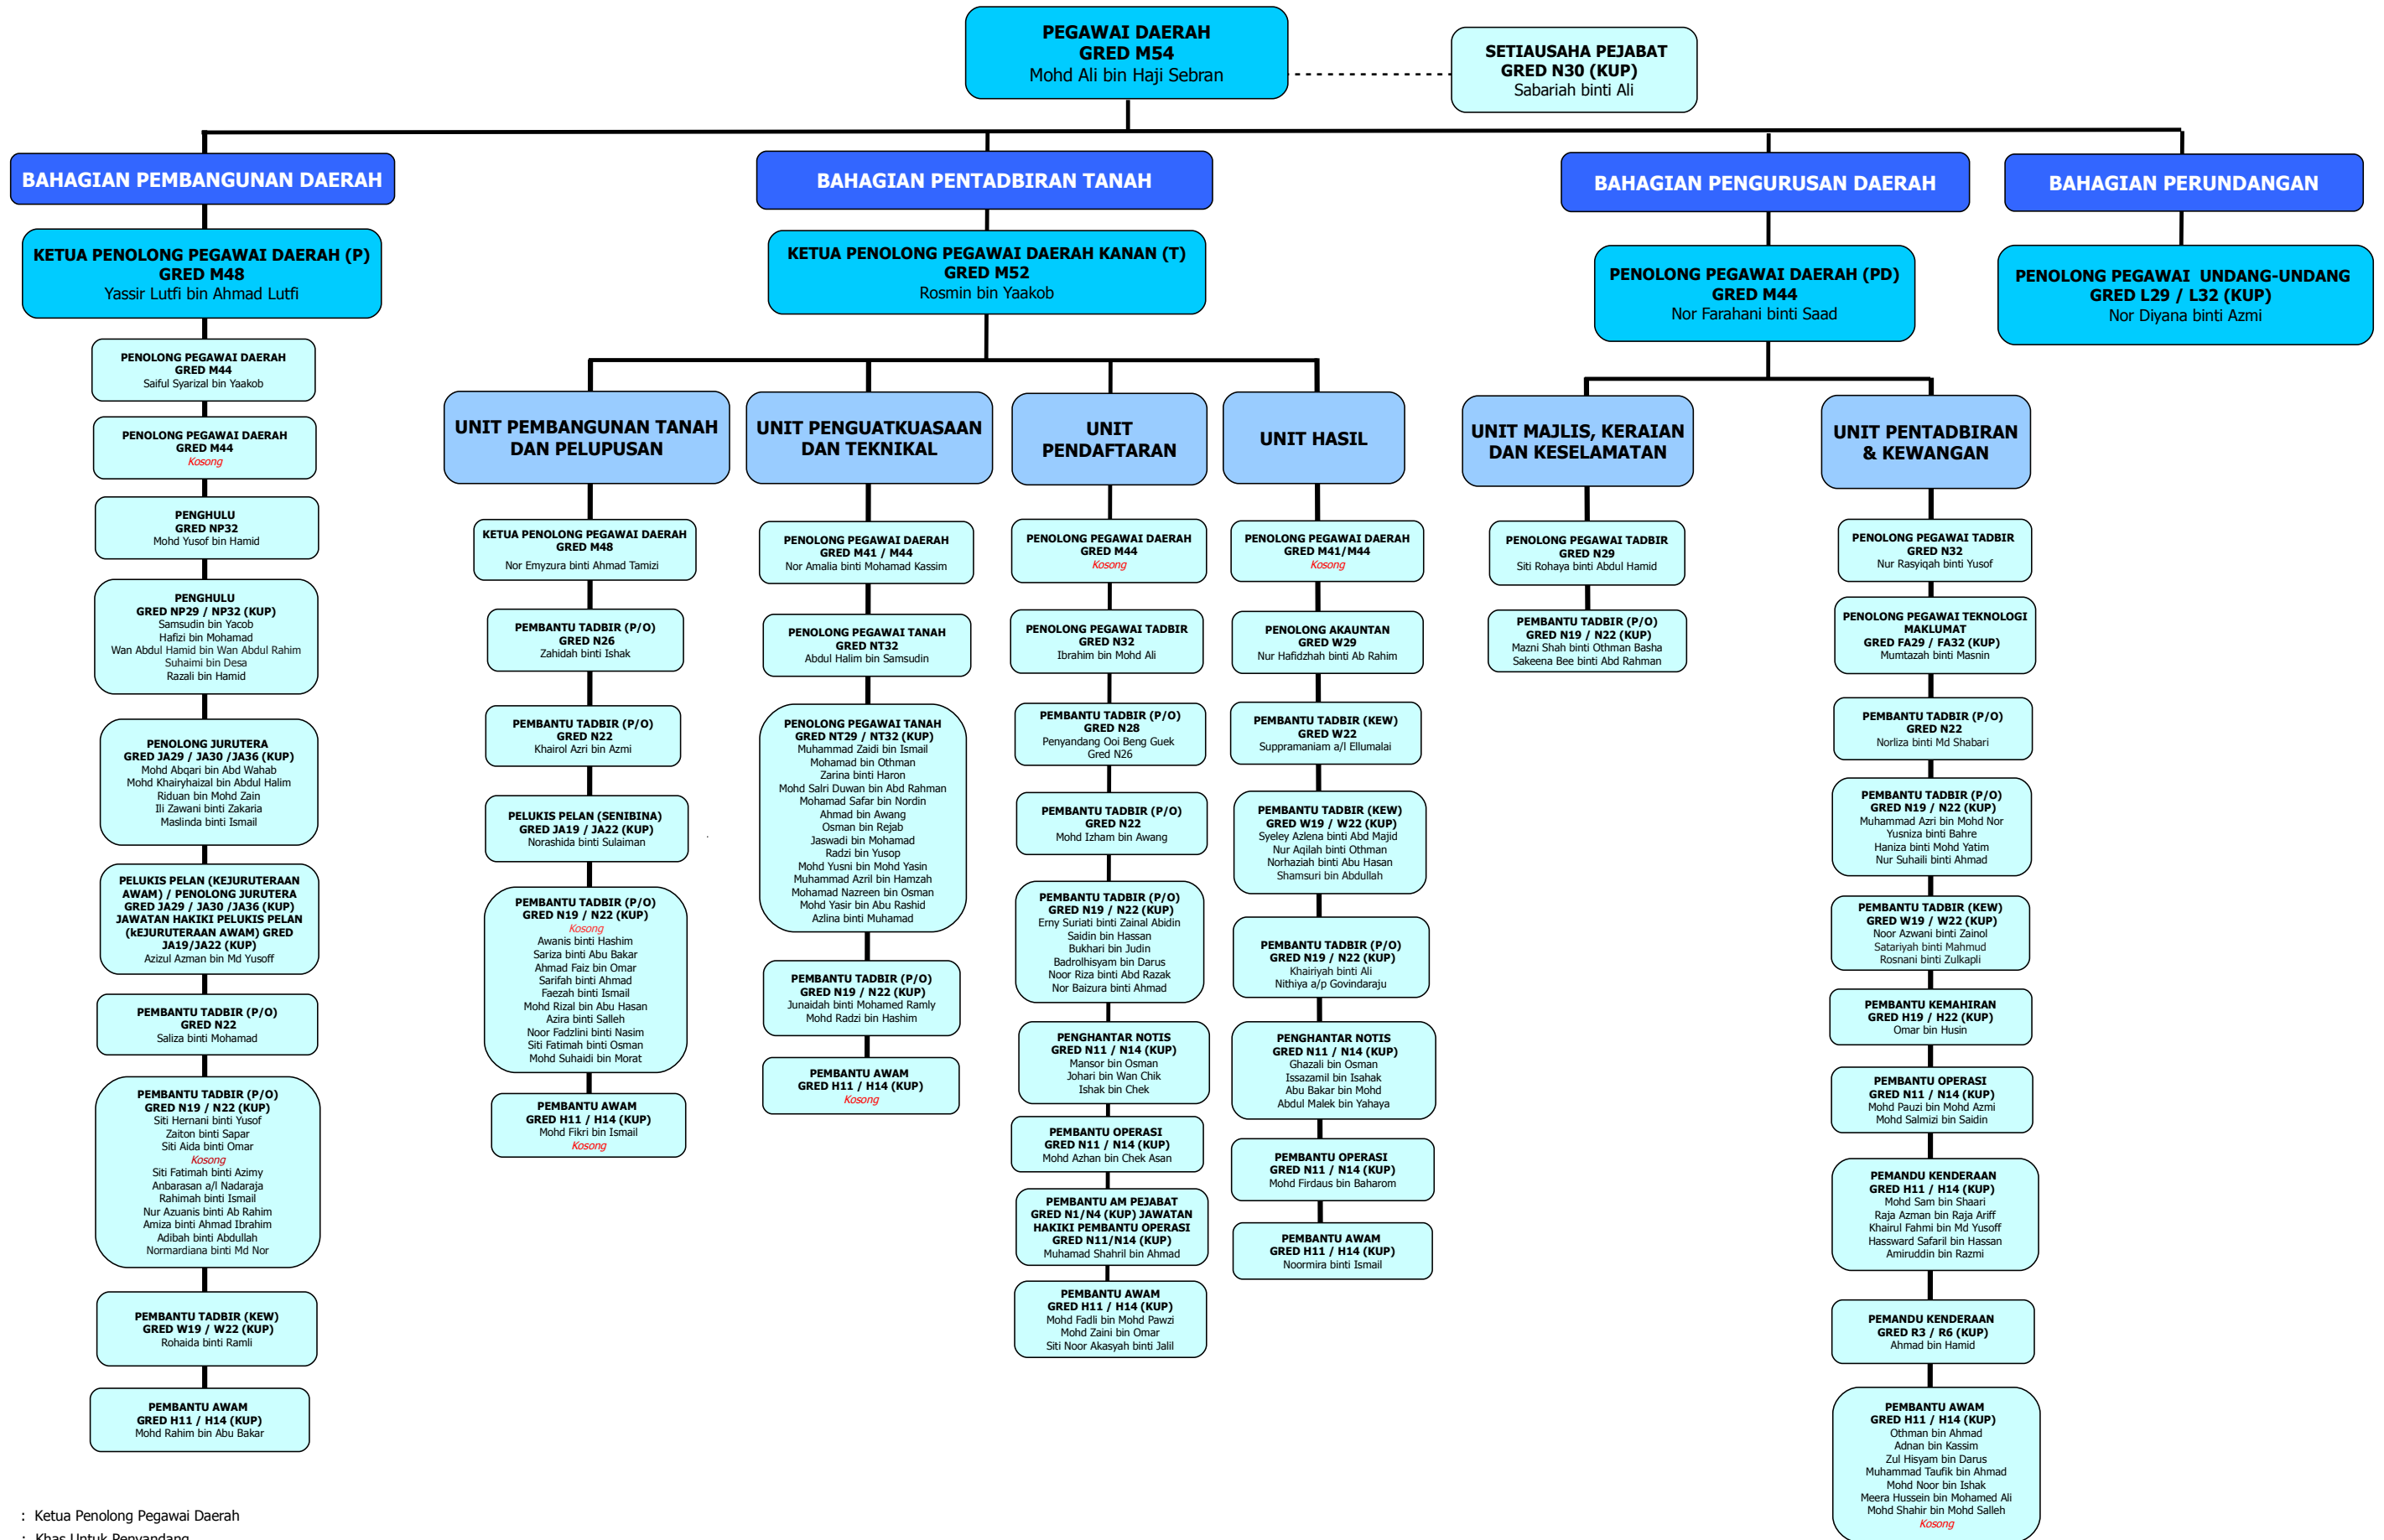 PEGAWAI DAERAH
GRED M54
Mohd Ali bin Haji Sebran
SETIAUSAHA PEJABAT
GRED N30 (KUP)
Sabariah binti Ali
BAHAGIAN PEMBANGUNAN DAERAH
KETUA PENOLONG PEGAWAI DAERAH (P)
GRED M48
Yassir Lutfi bin Ahmad Lutfi
PENOLONG PEGAWAI DAERAH
GRED M44
Saiful Syarizal bin Yaakob
PENOLONG PEGAWAI DAERAH
GRED M44
Kosong
PENGHULU
GRED NP32
Mohd Yusof bin Hamid
PENGHULU
GRED NP29 / NP32 (KUP)
Samsudin bin Yacob
Hafizi bin Mohamad
Wan Abdul Hamid bin Wan Abdul Rahim
Suhaimi bin Desa
Razali bin Hamid
PENOLONG JURUTERA
GRED JA29 / JA30 /JA36 (KUP)
Mohd Abqari bin Abd Wahab
Mohd Khairyhaizal bin Abdul Halim
Riduan bin Mohd Zain
Ili Zawani binti Zakaria
Maslinda binti Ismail
PELUKIS PELAN (KEJURUTERAAN
AWAM) / PENOLONG JURUTERA
GRED JA29 / JA30 /JA36 (KUP)
JAWATAN HAKIKI PELUKIS PELAN
(kEJURUTERAAN AWAM) GRED
JA19/JA22 (KUP)
Azizul Azman bin Md Yusoff
PEMBANTU TADBIR (P/O)
GRED N22
Saliza binti Mohamad
PEMBANTU TADBIR (P/O)
GRED N19 / N22 (KUP)
Siti Hernani binti Yusof
Zaiton binti Sapar
Siti Aida binti Omar
Kosong
Siti Fatimah binti Azimy
Anbarasan a/l Nadaraja
Rahimah binti Ismail
Nur Azuanis binti Ab Rahim
Amiza binti Ahmad Ibrahim
Adibah binti Abdullah
Normardiana binti Md Nor
PEMBANTU TADBIR (KEW)
GRED W19 / W22 (KUP)
Rohaida binti Ramli
PEMBANTU AWAM
GRED H11 / H14 (KUP)
Mohd Rahim bin Abu Bakar
BAHAGIAN PENTADBIRAN TANAH
KETUA PENOLONG PEGAWAI DAERAH KANAN (T)
GRED M52
Rosmin bin Yaakob
UNIT PEMBANGUNAN TANAH
DAN PELUPUSAN
KETUA PENOLONG PEGAWAI DAERAH
GRED M48
Nor Emyzura binti Ahmad Tamizi
PEMBANTU TADBIR (P/O)
GRED N26
Zahidah binti Ishak
PEMBANTU TADBIR (P/O)
GRED N22
Khairol Azri bin Azmi
PELUKIS PELAN (SENIBINA)
GRED JA19 / JA22 (KUP)
Norashida binti Sulaiman
PEMBANTU TADBIR (P/O)
GRED N19 / N22 (KUP)
Kosong
Awanis binti Hashim
Sariza binti Abu Bakar
Ahmad Faiz bin Omar
Sarifah binti Ahmad
Faezah binti Ismail
Mohd Rizal bin Abu Hasan
Azira binti Salleh
Noor Fadzlini binti Nasim
Siti Fatimah binti Osman
Mohd Suhaidi bin Morat
PEMBANTU AWAM
GRED H11 / H14 (KUP)
Mohd Fikri bin Ismail
Kosong
UNIT PENGUATKUASAAN
DAN TEKNIKAL
PENOLONG PEGAWAI DAERAH
GRED M41 / M44
Nor Amalia binti Mohamad Kassim
PENOLONG PEGAWAI TANAH
GRED NT32
Abdul Halim bin Samsudin
PENOLONG PEGAWAI TANAH
GRED NT29 / NT32 (KUP)
Muhammad Zaidi bin Ismail
Mohamad bin Othman
Zarina binti Haron
Mohd Salri Duwan bin Abd Rahman
Mohamad Safar bin Nordin
Ahmad bin Awang
Osman bin Rejab
Jaswadi bin Mohamad
Radzi bin Yusop
Mohd Yusni bin Mohd Yasin
Muhammad Azril bin Hamzah
Mohamad Nazreen bin Osman
Mohd Yasir bin Abu Rashid
Azlina binti Muhamad
PEMBANTU TADBIR (P/O)
GRED N19 / N22 (KUP)
Junaidah binti Mohamed Ramly
Mohd Radzi bin Hashim
PEMBANTU AWAM
GRED H11 / H14 (KUP)
Kosong
UNIT
PENDAFTARAN
PENOLONG PEGAWAI DAERAH
GRED M44
Kosong
PENOLONG PEGAWAI TADBIR
GRED N32
Ibrahim bin Mohd Ali
PEMBANTU TADBIR (P/O)
GRED N28
Penyandang Ooi Beng Guek
Gred N26
PEMBANTU TADBIR (P/O)
GRED N22
Mohd Izham bin Awang
PEMBANTU TADBIR (P/O)
GRED N19 / N22 (KUP)
Erny Suriati binti Zainal Abidin
Saidin bin Hassan
Bukhari bin Judin
Badrolhisyam bin Darus
Noor Riza binti Abd Razak
Nor Baizura binti Ahmad
PENGHANTAR NOTIS
GRED N11 / N14 (KUP)
Mansor bin Osman
Johari bin Wan Chik
Ishak bin Chek
PEMBANTU OPERASI
GRED N11 / N14 (KUP)
Mohd Azhan bin Chek Asan
PEMBANTU AM PEJABAT
GRED N1/N4 (KUP) JAWATAN
HAKIKI PEMBANTU OPERASI
GRED N11/N14 (KUP)
Muhamad Shahril bin Ahmad
PEMBANTU AWAM
GRED H11 / H14 (KUP)
Mohd Fadli bin Mohd Pawzi
Mohd Zaini bin Omar
Siti Noor Akasyah binti Jalil
UNIT HASIL
PENOLONG PEGAWAI DAERAH
GRED M41/M44
Kosong
PENOLONG AKAUNTAN
GRED W29
Nur Hafidzhah binti Ab Rahim
PEMBANTU TADBIR (KEW)
GRED W22
Suppramaniam a/l Ellumalai
PEMBANTU TADBIR (KEW)
GRED W19 / W22 (KUP)
Syeley Azlena binti Abd Majid
Nur Aqilah binti Othman
Norhaziah binti Abu Hasan
Shamsuri bin Abdullah
PEMBANTU TADBIR (P/O)
GRED N19 / N22 (KUP)
Khairiyah binti Ali
Nithiya a/p Govindaraju
PENGHANTAR NOTIS
GRED N11 / N14 (KUP)
Ghazali bin Osman
Issazamil bin Isahak
Abu Bakar bin Mohd
Abdul Malek bin Yahaya
PEMBANTU OPERASI
GRED N11 / N14 (KUP)
Mohd Firdaus bin Baharom
PEMBANTU AWAM
GRED H11 / H14 (KUP)
Noormira binti Ismail
BAHAGIAN PENGURUSAN DAERAH
PENOLONG PEGAWAI DAERAH (PD)
GRED M44
Nor Farahani binti Saad
UNIT MAJLIS, KERAIAN
DAN KESELAMATAN
PENOLONG PEGAWAI TADBIR
GRED N29
Siti Rohaya binti Abdul Hamid
PEMBANTU TADBIR (P/O)
GRED N19 / N22 (KUP)
Mazni Shah binti Othman Basha
Sakeena Bee binti Abd Rahman
UNIT PENTADBIRAN
& KEWANGAN
PENOLONG PEGAWAI TADBIR
GRED N32
Nur Rasyiqah binti Yusof
PENOLONG PEGAWAI TEKNOLOGI
MAKLUMAT
GRED FA29 / FA32 (KUP)
Mumtazah binti Masnin
PEMBANTU TADBIR (P/O)
GRED N22
Norliza binti Md Shabari
PEMBANTU TADBIR (P/O)
GRED N19 / N22 (KUP)
Muhammad Azri bin Mohd Nor
Yusniza binti Bahre
Haniza binti Mohd Yatim
Nur Suhaili binti Ahmad
PEMBANTU TADBIR (KEW)
GRED W19 / W22 (KUP)
Noor Azwani binti Zainol
Satariyah binti Mahmud
Rosnani binti Zulkapli
PEMBANTU KEMAHIRAN
GRED H19 / H22 (KUP)
Omar bin Husin
PEMBANTU OPERASI
GRED N11 / N14 (KUP)
Mohd Pauzi bin Mohd Azmi
Mohd Salmizi bin Saidin
PEMANDU KENDERAAN
GRED H11 / H14 (KUP)
Mohd Sam bin Shaari
Raja Azman bin Raja Ariff
Khairul Fahmi bin Md Yusoff
Hassward Safaril bin Hassan
Amiruddin bin Razmi
PEMANDU KENDERAAN
GRED R3 / R6 (KUP)
Ahmad bin Hamid
PEMBANTU AWAM
GRED H11 / H14 (KUP)
Othman bin Ahmad
Adnan bin Kassim
Zul Hisyam bin Darus
Muhammad Taufik bin Ahmad
Mohd Noor bin Ishak
Meera Hussein bin Mohamed Ali
Mohd Shahir bin Mohd Salleh
Kosong
BAHAGIAN PERUNDANGAN
PENOLONG PEGAWAI UNDANG-UNDANG
GRED L29 / L32 (KUP)
Nor Diyana binti Azmi
: Ketua Penolong Pegawai Daerah
: Khas Untuk Penyandang